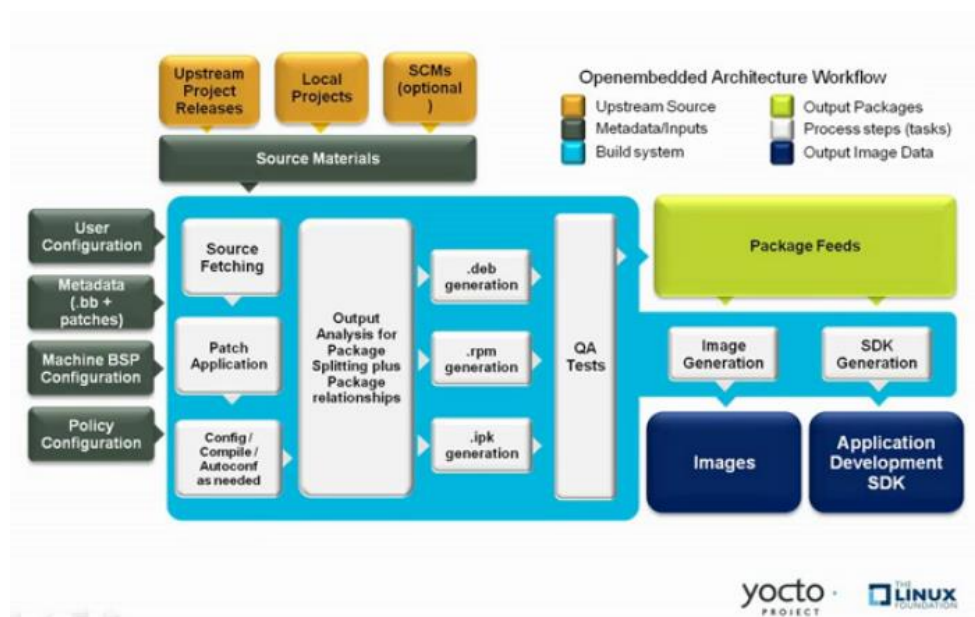 Upstream
Project
Releases
Local
Projects
SCMs
(optional
)
Openembedded Architecture Workflow
Upstream Source
Output Packages
Metadata/Inputs
Process steps (tasks)
Build system
Output Image Data
Source Materials
User
Configuration
Metadata
(.bb +
patches)
Machine BSP
Configuration
Policy
Configuration
Source
Fetching
Patch
Application
Config /
Compile /
Autoconf
as needed
Output
Analysis for
Package
Splitting plus
Package
relationships
.deb
generation
.rpm
generation
.ipk
generation
QA
Tests
Package Feeds
Image
Generation
SDK
Generation
Images
Application
Development
SDK
yocto
PROJECT
THE
LINUX
FOUNDATION